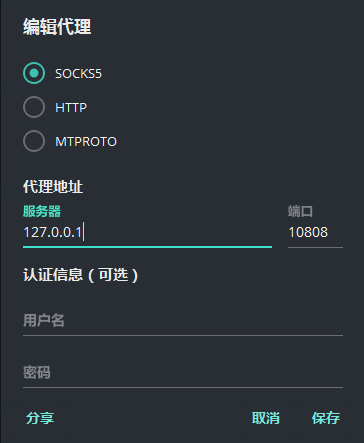 编辑代理
SOCKS5
HTTP
MTPROTO
代理地址
服务器 端口
127.0.0.1 10808
认证信息（可选）
用户名
密码
分享 取消 保存